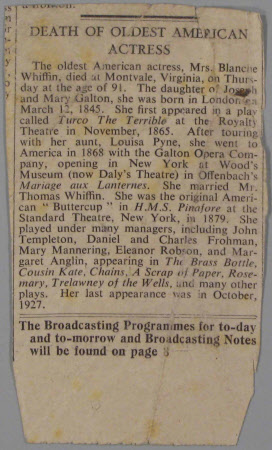 DEATH OF OLDEST AMERICAN
ACTRESS
The oldest American actress, Mrs. Blanche
Whiffin, died at Montvale, Virginia, on Thurs-
day at the age of 91. The daughter of Joseph
and Mary Galton, she was born in London on
March 12, 1845. She first appeared in a play
called Turco The Terrible at the Royalty
Theatre in November, 1865. After touring
with her aunt, Louisa Pyne, she went to
America in 1868 with the Galton Opera Com-
pany, opening in New York at Wood's
Museum (now Daly's Theatre) in Offenbach's
Mariage aux Lanternes. She married Mr.
Thomas Whiffin. She was the original Ameri-
can " Buttercup " in H.M.S. Pinafore at the
Standard Theatre, New York, in 1879. She
played under many managers, including John
Templeton, Daniel and Charles Frohman,
Mary Mannering, Eleanor Robson, and Mar-
garet Anglin, appearing in The Brass Bottle,
Cousin Kate, Chains, A Scrap of Paper, Rose-
mary, Trelawney of the Wells, and many other
plays. Her last appearance was in October,
1927.
The Broadcasting Programmes for to-day
and to-morrow and Broadcasting Notes
will be found on page 8